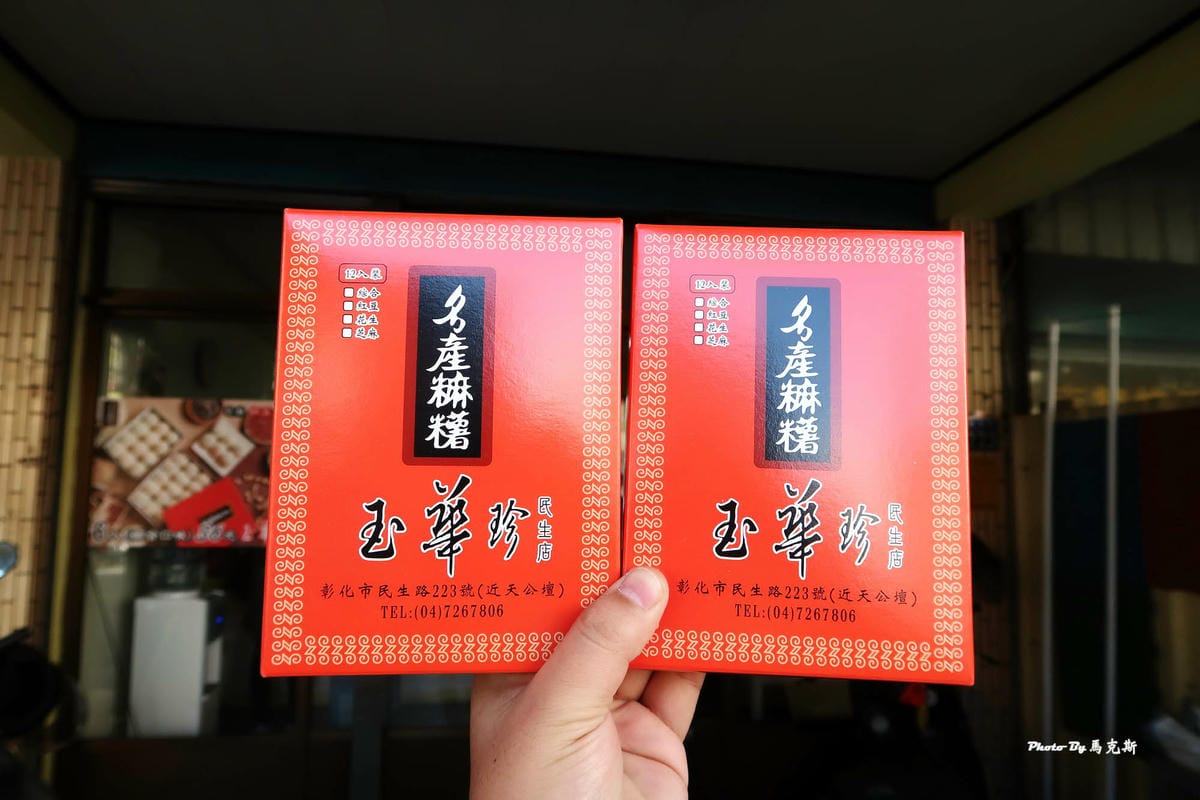 12入裝
綜合
紅豆
花生
芝麻
名產
麻糬
玉華珍
民生店
彰化市民生路223號(近天公壇)
TEL:(04)7267806
12入裝
綜合
紅豆
花生
芝麻
名產
麻糬
玉華珍
民生店
彰化市民生路223號(近天公壇)
TEL:(04)7267806
Photo By 馬克斯